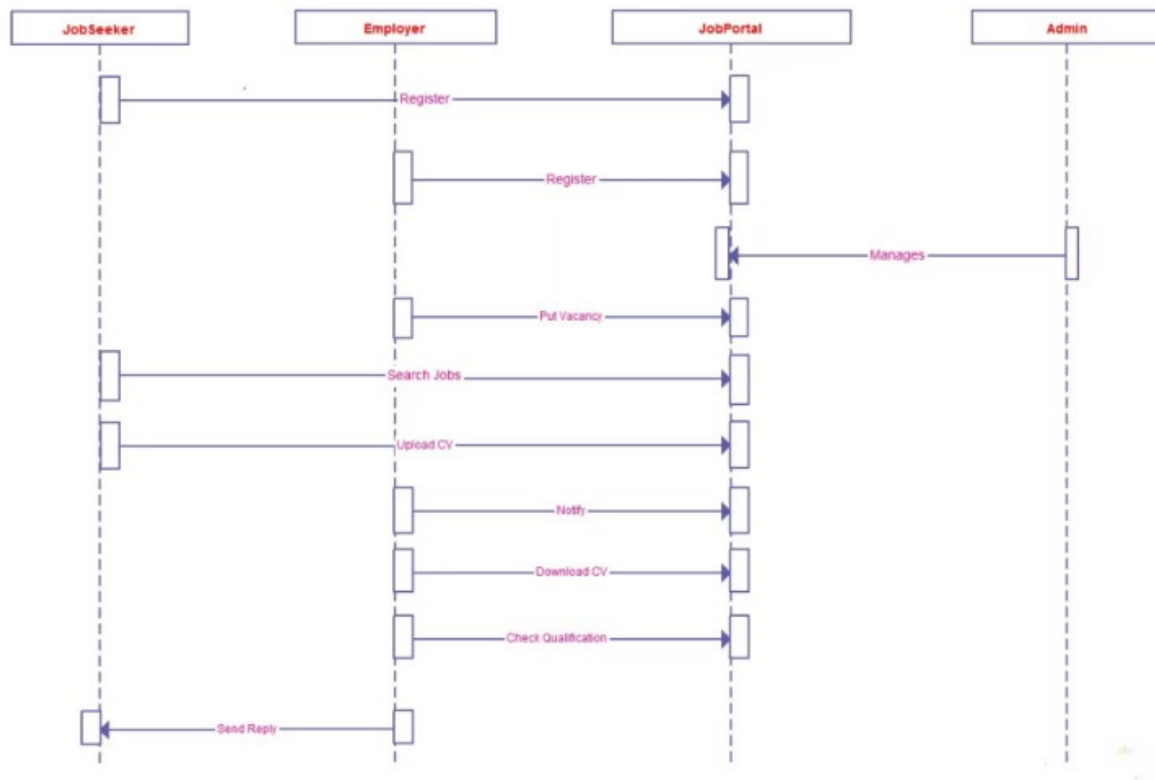 JobSeeker
Employer
JobPortal
Admin
Register
Register
Manages
Put Vacancy
Search Jobs
Upload CV
Notify
Download CV
Check Qualification
Send Reply